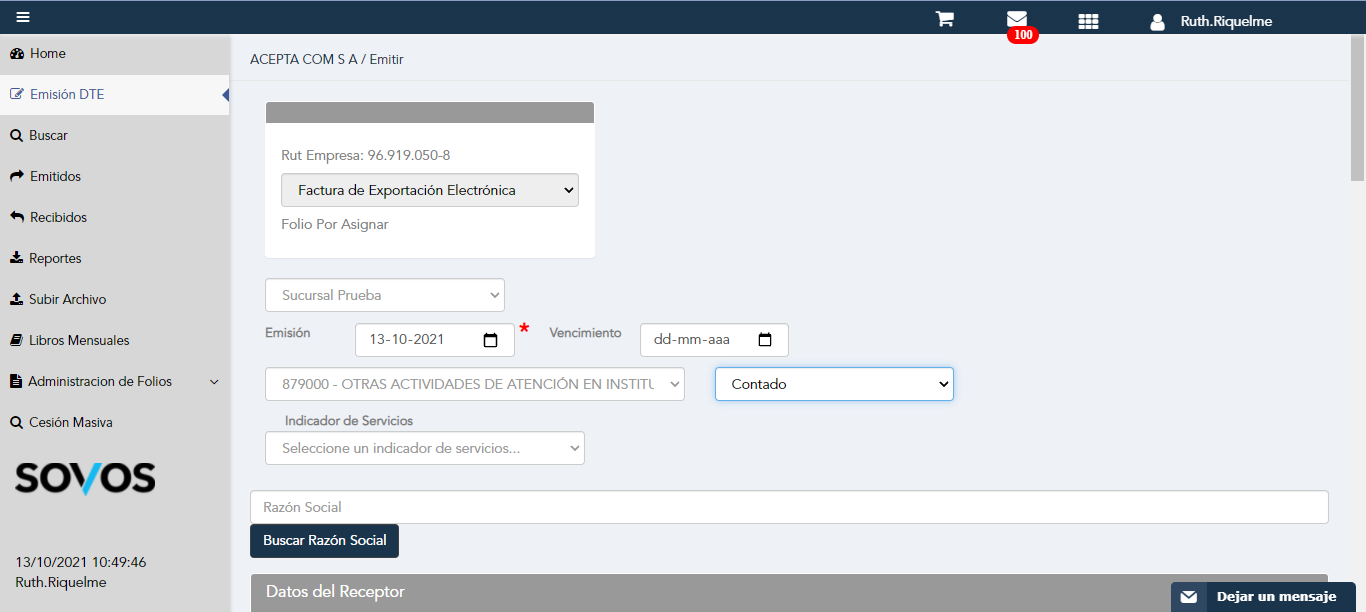 100
Ruth.Riquelme
Home
Emisión DTE
Buscar
Emitidos
Recibidos
Reportes
Subir Archivo
Libros Mensuales
Administracion de Folios
Cesión Masiva
SOVOS
13/10/2021 10:49:46
Ruth.Riquelme
ACEPTA COM S A / Emitir
Rut Empresa: 96.919.050-8
Factura de Exportación Electrónica
Folio Por Asignar
Sucursal Prueba
Emisión 13-10-2021 * Vencimiento dd-mm-aaa
879000 - OTRAS ACTIVIDADES DE ATENCIÓN EN INSTITU Contado
Indicador de Servicios
Seleccione un indicador de servicios...
Razón Social
Buscar Razón Social
Datos del Receptor
Dejar un mensaje